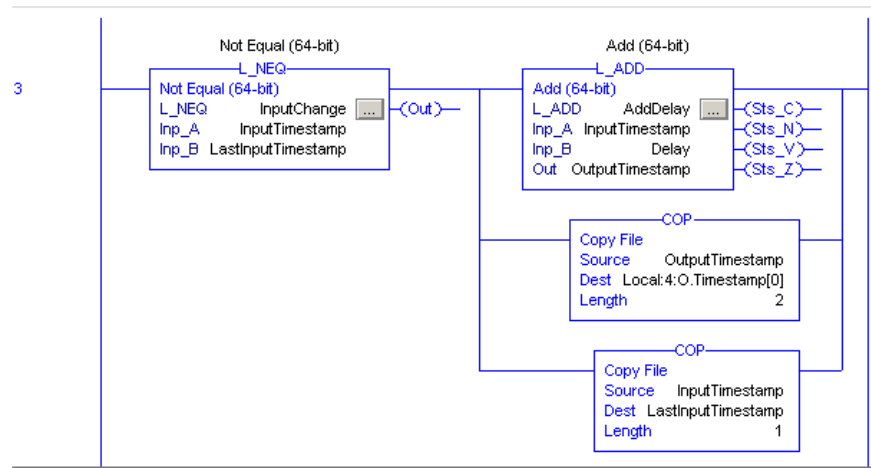 Not Equal (64-bit)
L_NEQ
Not Equal (64-bit)
L_NEQ InputChange ... (Out)
Inp_A InputTimestamp
Inp_B LastInputTimestamp
3
Add (64-bit)
L_ADD
Add (64-bit)
L_ADD AddDelay ... (Sts_C)
Inp_A InputTimestamp (Sts_N)
Inp_B Delay (Sts_V)
Out OutputTimestamp (Sts_Z)
COP
Copy File
Source OutputTimestamp
Dest Local:4:O.Timestamp[0]
Length 2
COP
Copy File
Source InputTimestamp
Dest LastInputTimestamp
Length 1